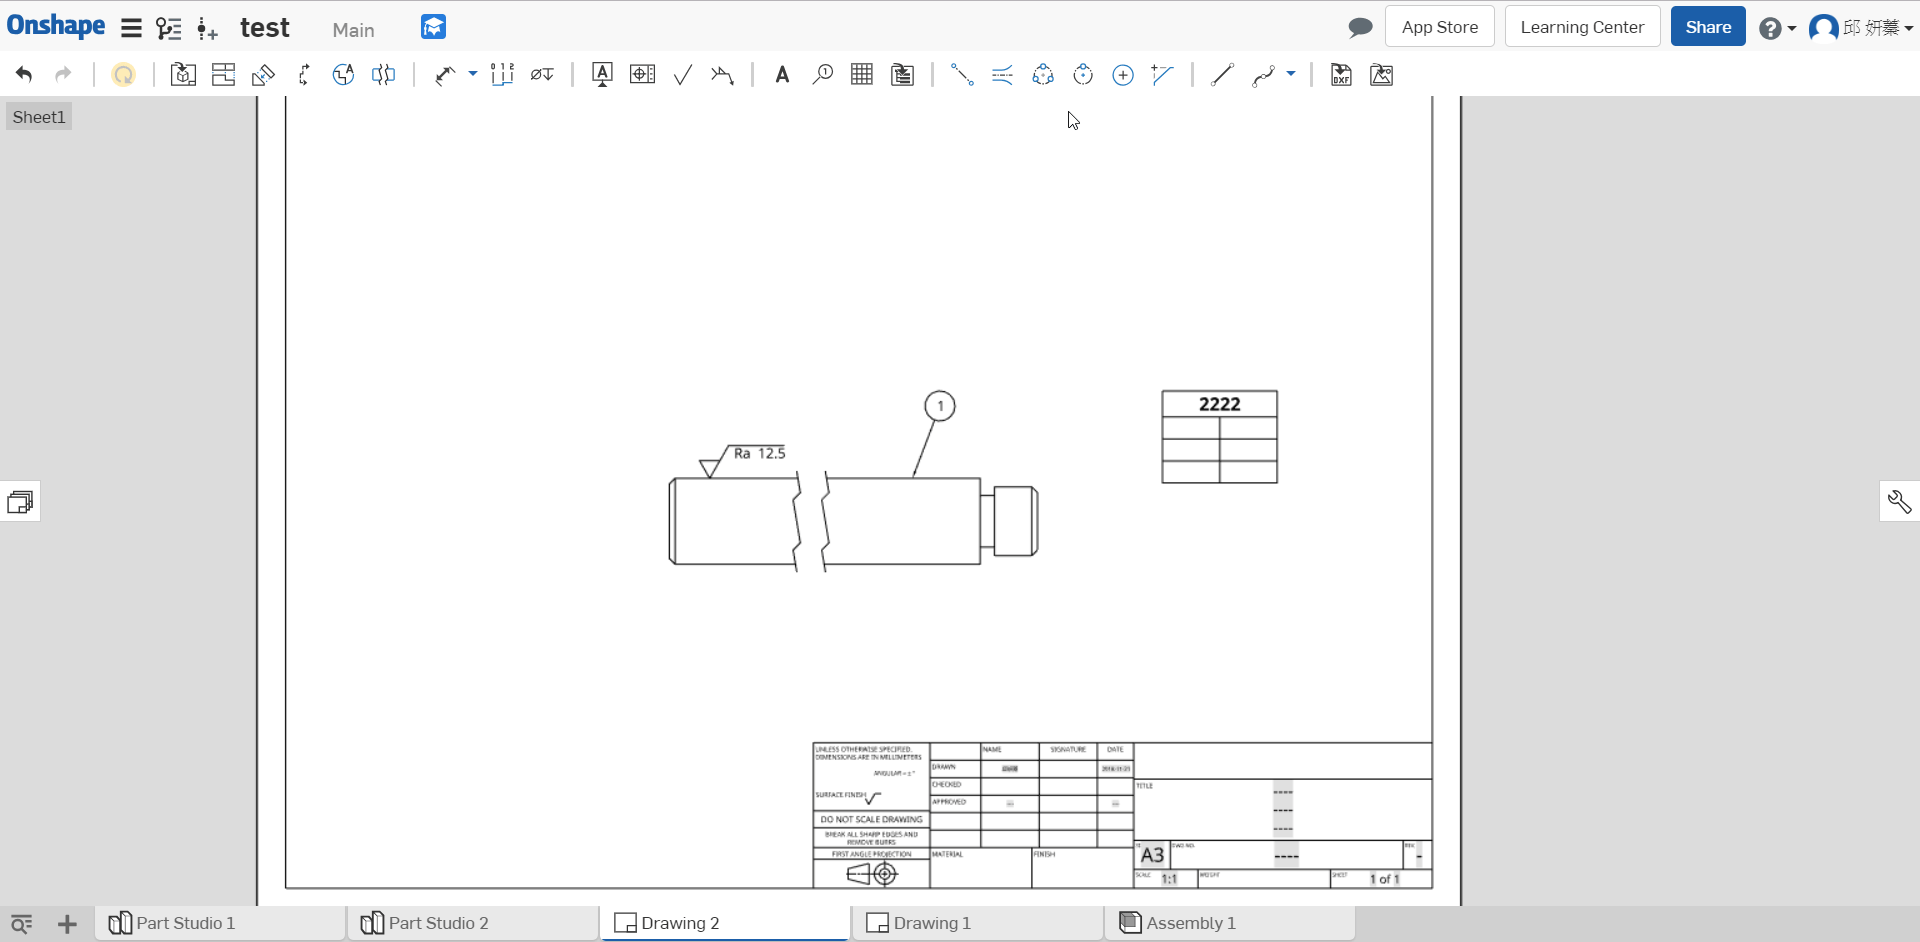 Onshape test Main App Store Learning Center Share 邱 妍蓁
Sheet1
1
2222
Ra 12.5
UNLESS OTHERWISE SPECIFIED,
DIMENSIONS ARE IN MILLIMETERS
ANGULAR = ± °
SURFACE FINISH
DO NOT SCALE DRAWING
BREAK ALL SHARP EDGES AND
REMOVE BURRS
FIRST ANGLE PROJECTION
NAME SIGNATURE DATE
DRAWN
CHECKED
APPROVED
MATERIAL FINISH
TITLE
----
----
----
A3 DWG NO. ---- REV. -
SCALE 1:1 WEIGHT SHEET 1 of 1
Part Studio 1 Part Studio 2 Drawing 2 Drawing 1 Assembly 1